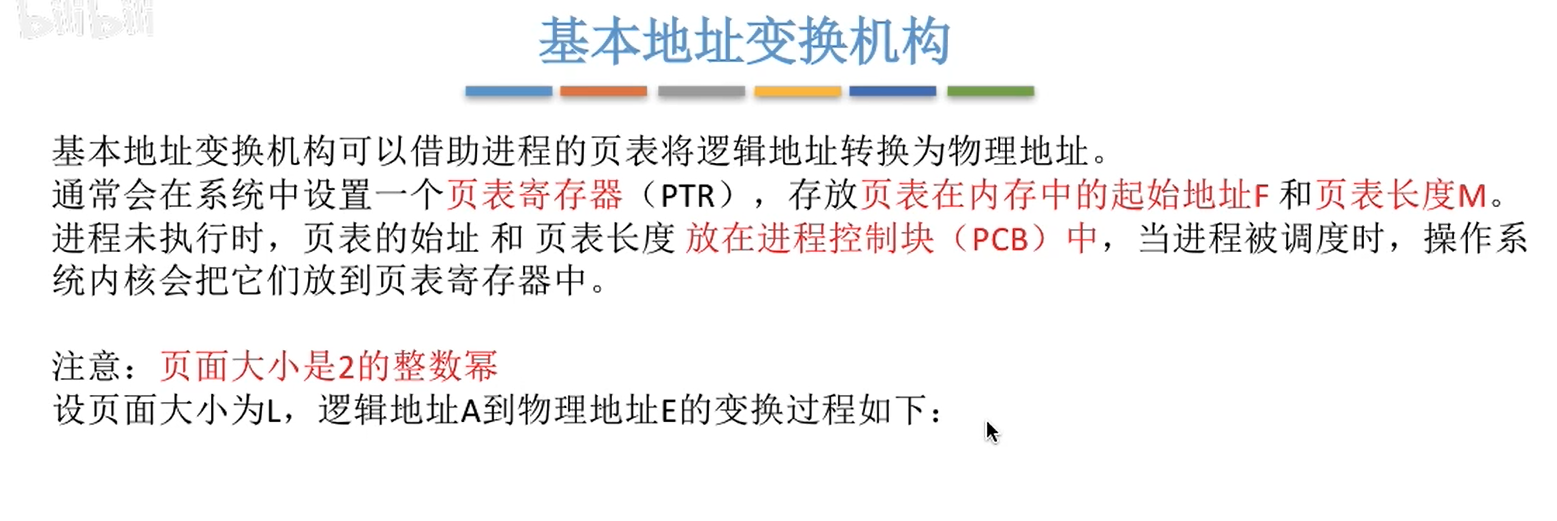 bilibili
基本地址变换机构
基本地址变换机构可以借助进程的页表将逻辑地址转换为物理地址。
通常会在系统中设置一个页表寄存器（PTR），存放页表在内存中的起始地址F 和页表长度M。
进程未执行时，页表的始址 和 页表长度 放在进程控制块（PCB）中，当进程被调度时，操作系
统内核会把它们放到页表寄存器中。
注意：页面大小是2的整数幂
设页面大小为L，逻辑地址A到物理地址E的变换过程如下：